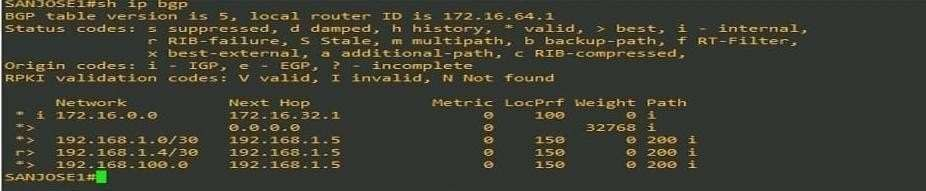 SANJOSE1#sh ip bgp
BGP table version is 5, local router ID is 172.16.64.1
Status codes: s suppressed, d damped, h history, * valid, > best, i - internal,
              r RIB-failure, S Stale, m multipath, b backup-path, f RT-Filter,
              x best-external, a additional-path, c RIB-compressed,
Origin codes: i - IGP, e - EGP, ? - incomplete
RPKI validation codes: V valid, I invalid, N Not found
     Network          Next Hop            Metric LocPrf Weight Path
 * i 172.16.0.0       172.16.32.1              0    100      0 i
 *>                   0.0.0.0                  0         32768 i
 *>  192.168.1.0/30   192.168.1.5              0    150      0 200 i
 r>  192.168.1.4/30   192.168.1.5              0    150      0 200 i
 *>  192.168.100.0    192.168.1.5              0    150      0 200 i
SANJOSE1#